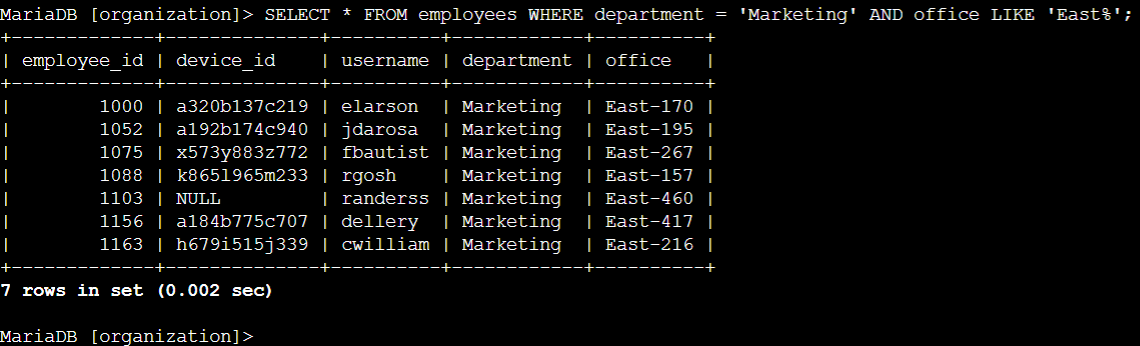 MariaDB [organization]> SELECT * FROM employees WHERE department = 'Marketing' AND office LIKE 'East%';
+-------------+--------------+----------+------------+----------+
| employee_id | device_id    | username | department | office   |
+-------------+--------------+----------+------------+----------+
|        1000 | a320b137c219 | elarson  | Marketing  | East-170 |
|        1052 | a192b174c940 | jdarosa  | Marketing  | East-195 |
|        1075 | x573y883z772 | fbautist | Marketing  | East-267 |
|        1088 | k865l965m233 | rgosh    | Marketing  | East-157 |
|        1103 | NULL         | randerss | Marketing  | East-460 |
|        1156 | a184b775c707 | dellery  | Marketing  | East-417 |
|        1163 | h679i515j339 | cwilliam | Marketing  | East-216 |
+-------------+--------------+----------+------------+----------+
7 rows in set (0.002 sec)
MariaDB [organization]>